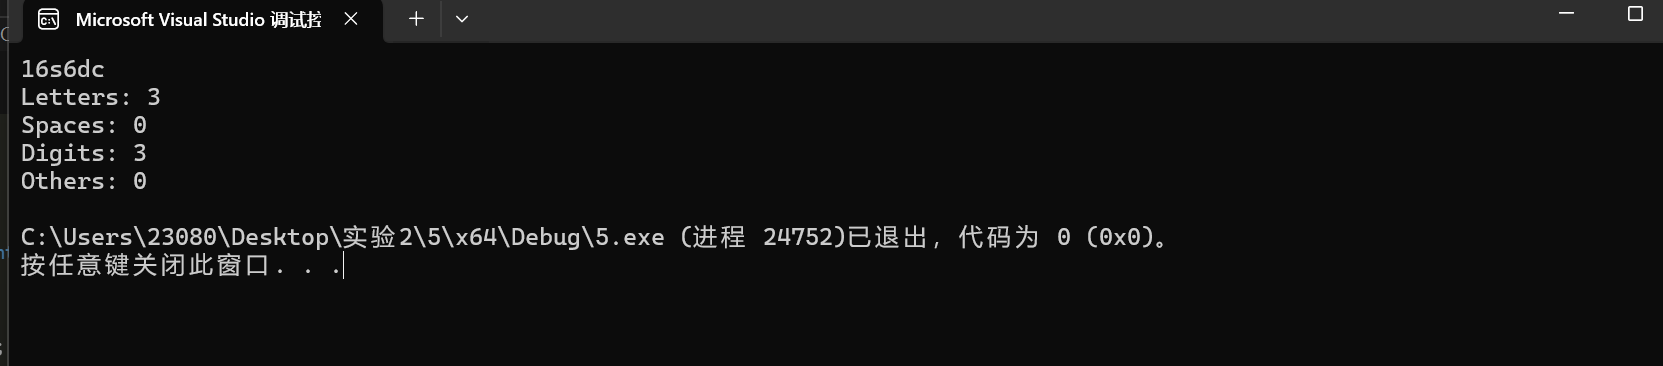 Microsoft Visual Studio 调试控
16s6dc
Letters: 3
Spaces: 0
Digits: 3
Others: 0
C:\Users\23080\Desktop\实验2\5\x64\Debug\5.exe (进程 24752)已退出，代码为 0 (0x0)。
按任意键关闭此窗口. . .